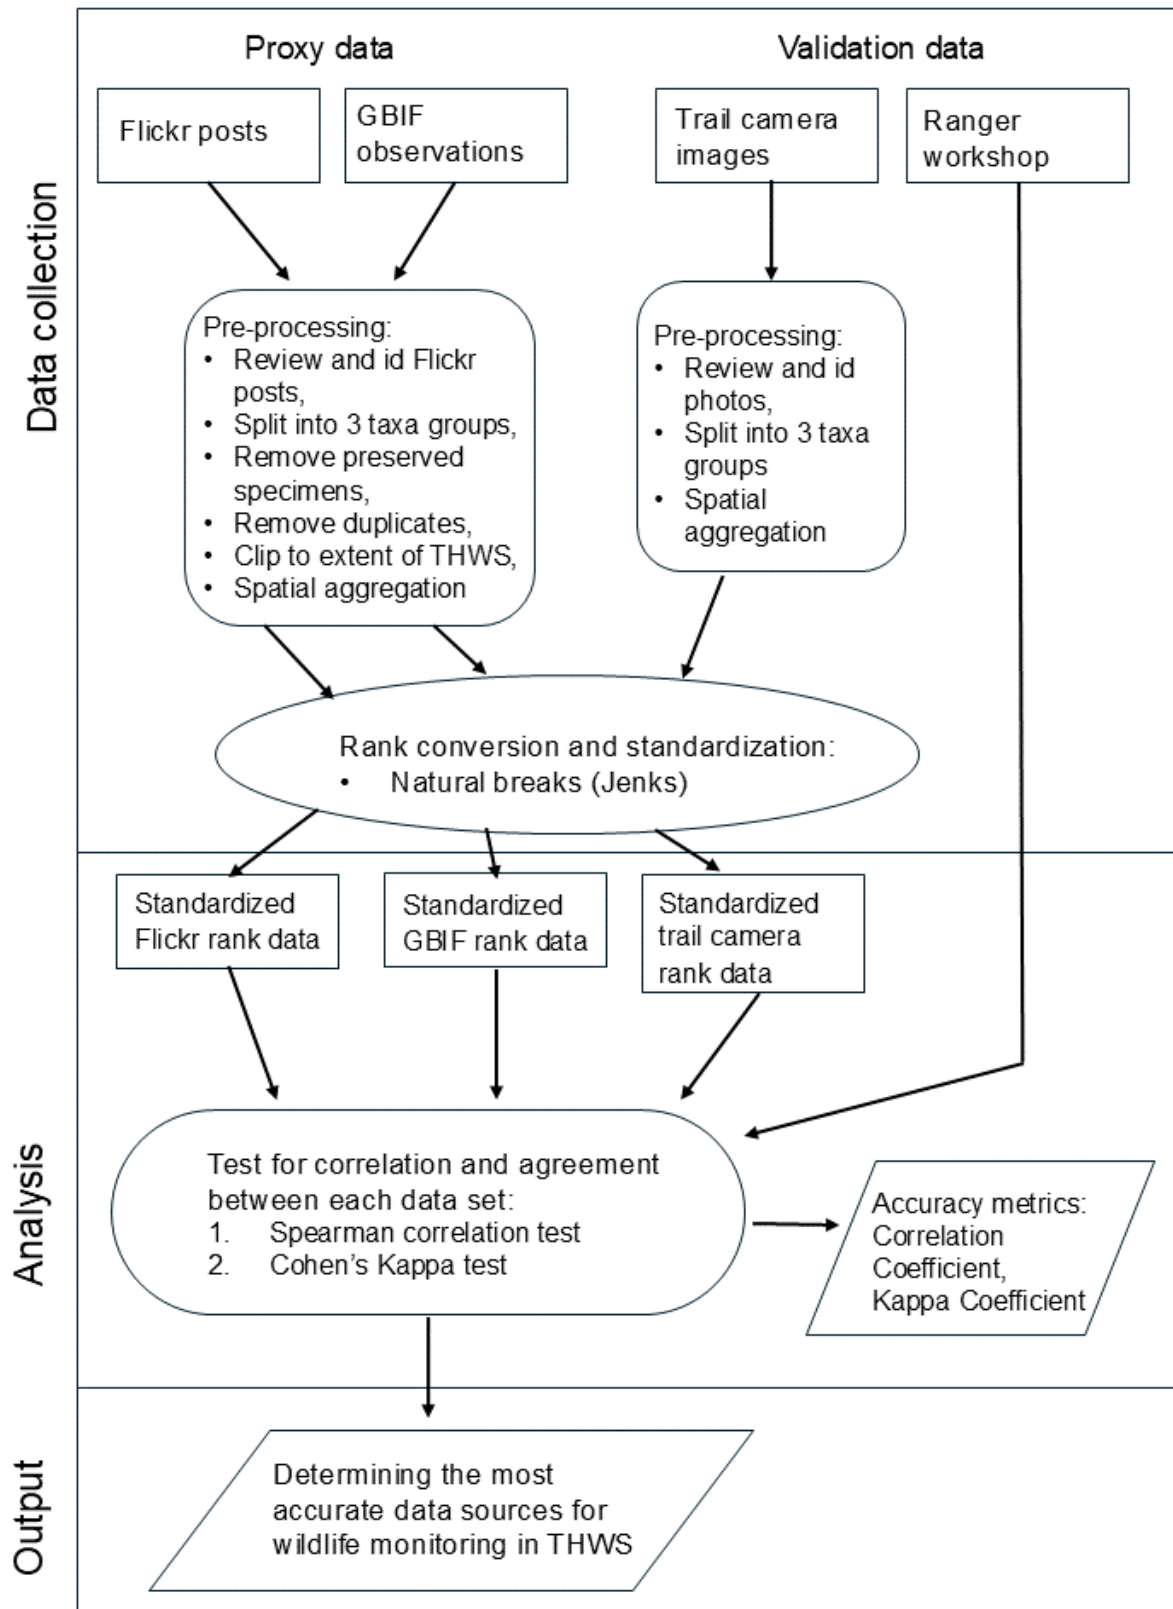 Proxy data
Validation data
Flickr posts
GBIF
observations
Trail camera
images
Ranger
workshop
Data collection
Pre-processing:
• Review and id Flickr
posts,
• Split into 3 taxa groups,
• Remove preserved
specimens,
• Remove duplicates,
• Clip to extent of THWS,
• Spatial aggregation
Pre-processing:
• Review and id
photos,
• Split into 3 taxa
groups
• Spatial
aggregation
Rank conversion and standardization:
• Natural breaks (Jenks)
Standardized
Flickr rank data
Standardized
GBIF rank data
Standardized
trail camera
rank data
Analysis
Test for correlation and agreement
between each data set:
1. Spearman correlation test
2. Cohen's Kappa test
Accuracy metrics:
Correlation
Coefficient,
Kappa Coefficient
Output
Determining the most
accurate data sources for
wildlife monitoring in THWS